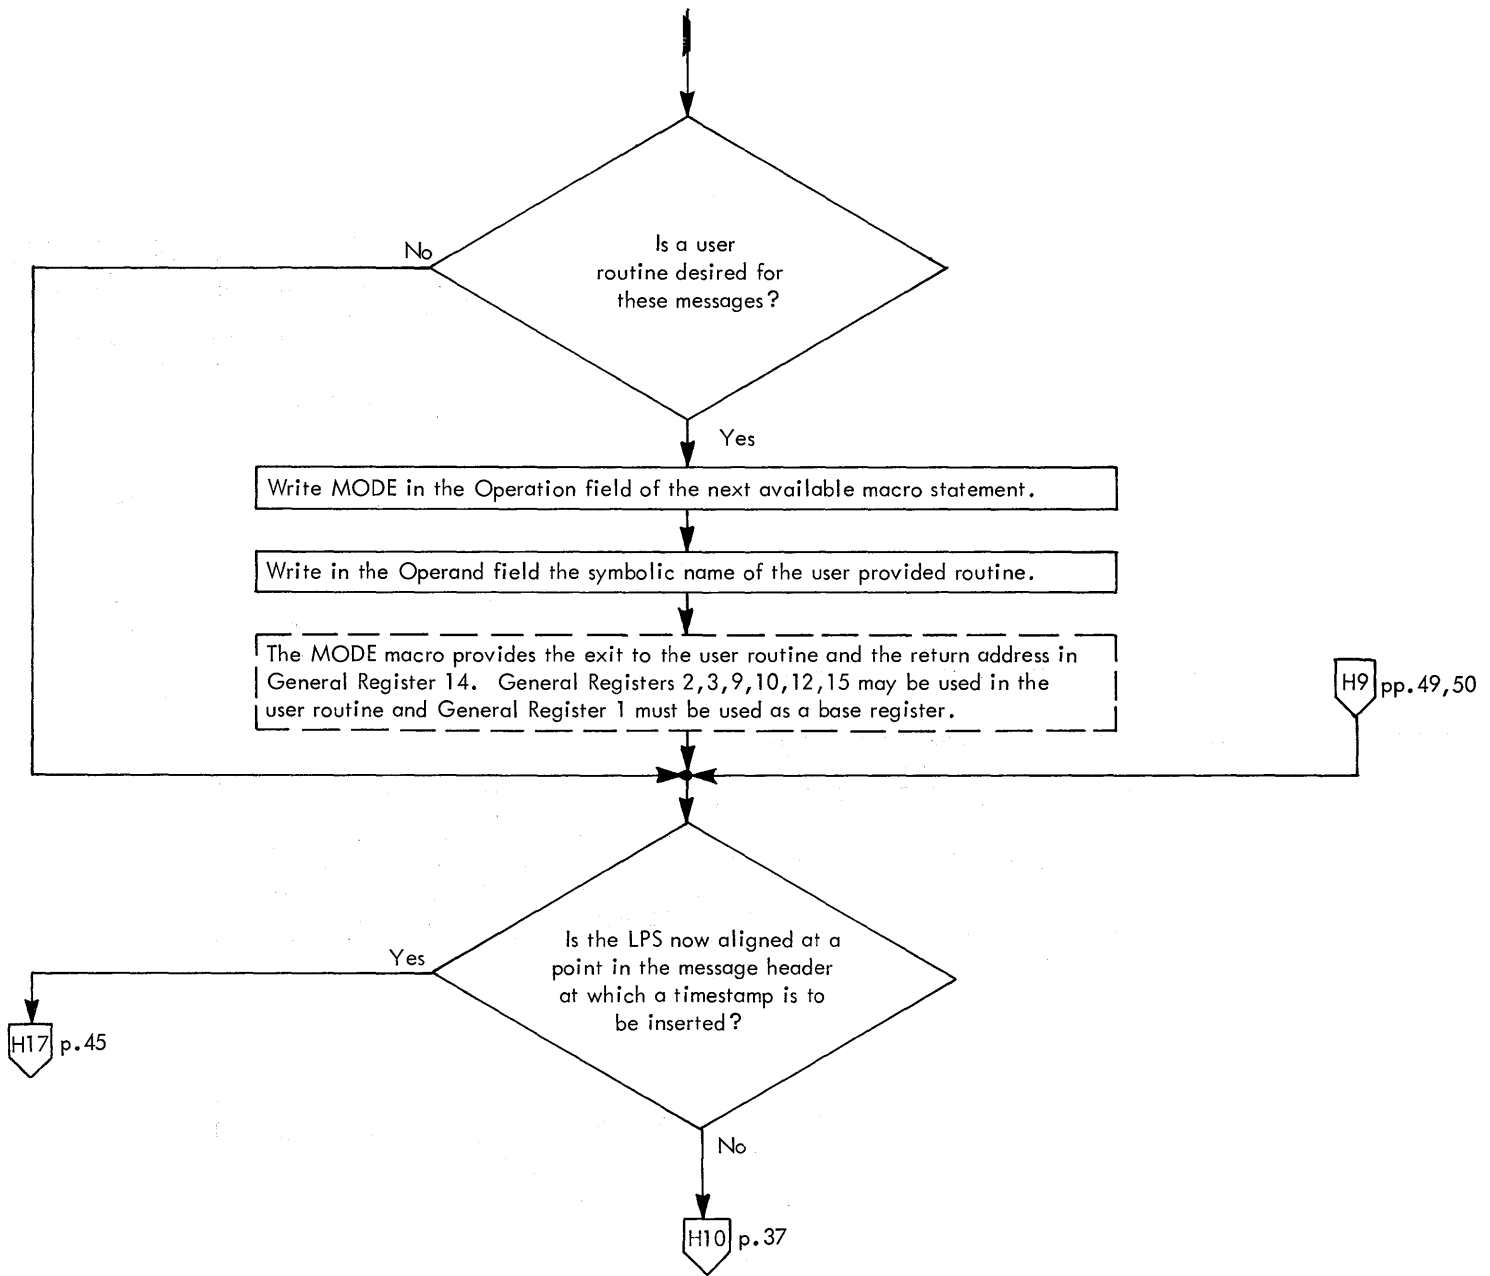 No
Is a user
routine desired for
these messages?
Yes
Write MODE in the Operation field of the next available macro statement.
Write in the Operand field the symbolic name of the user provided routine.
The MODE macro provides the exit to the user routine and the return address in
General Register 14. General Registers 2,3,9,10,12,15 may be used in the
user routine and General Register 1 must be used as a base register.
H9 pp.49,50
Is the LPS now aligned at a
point in the message header
at which a timestamp is to
be inserted?
Yes
H17 p.45
No
H10 p.37